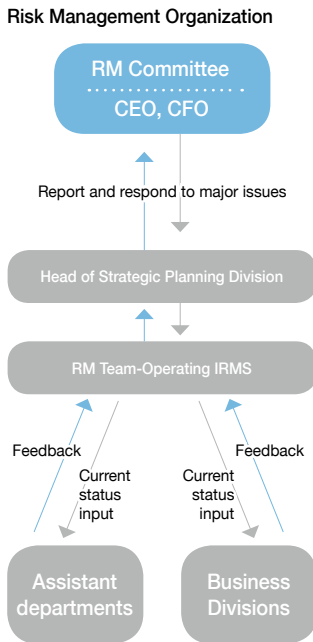 Risk Management Organization
RM Committee
CEO, CFO
Report and respond to major issues
Head of Strategic Planning Division
RM Team-Operating IRMS
Feedback
Current
status
input
Current
status
input
Feedback
Assistant
departments
Business
Divisions